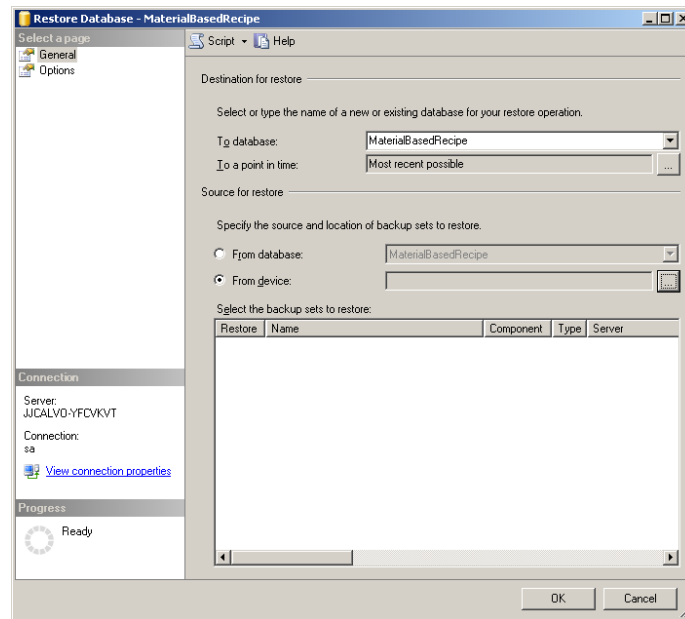 Restore Database - MaterialBasedRecipe
Select a page
General
Options
Script
Help
Destination for restore
Select or type the name of a new or existing database for your restore operation.
To database:
MaterialBasedRecipe
To a point in time:
Most recent possible
...
Source for restore
Specify the source and location of backup sets to restore.
From database:
MaterialBasedRecipe
From device:
...
Select the backup sets to restore:
Restore Name Component Type Server
Connection
Server:
JJCALVO-YFCVKVT
Connection:
sa
View connection properties
Progress
Ready
OK
Cancel